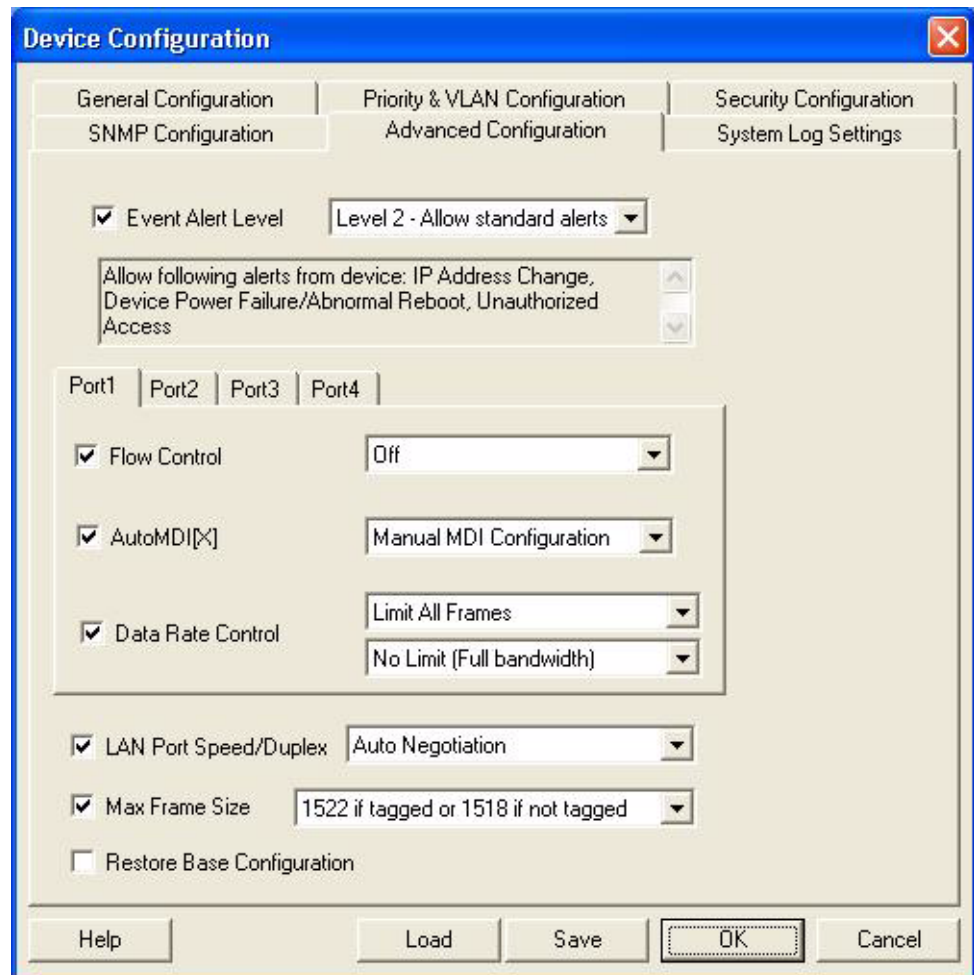 Device Configuration
General Configuration
Priority & VLAN Configuration
Security Configuration
SNMP Configuration
Advanced Configuration
System Log Settings
Event Alert Level
Level 2 - Allow standard alerts
Allow following alerts from device: IP Address Change,
Device Power Failure/Abnormal Reboot, Unauthorized
Access
Port1
Port2
Port3
Port4
Flow Control
Off
AutoMDI[X]
Manual MDI Configuration
Data Rate Control
Limit All Frames
No Limit (Full bandwidth)
LAN Port Speed/Duplex
Auto Negotiation
Max Frame Size
1522 if tagged or 1518 if not tagged
Restore Base Configuration
Help
Load
Save
OK
Cancel